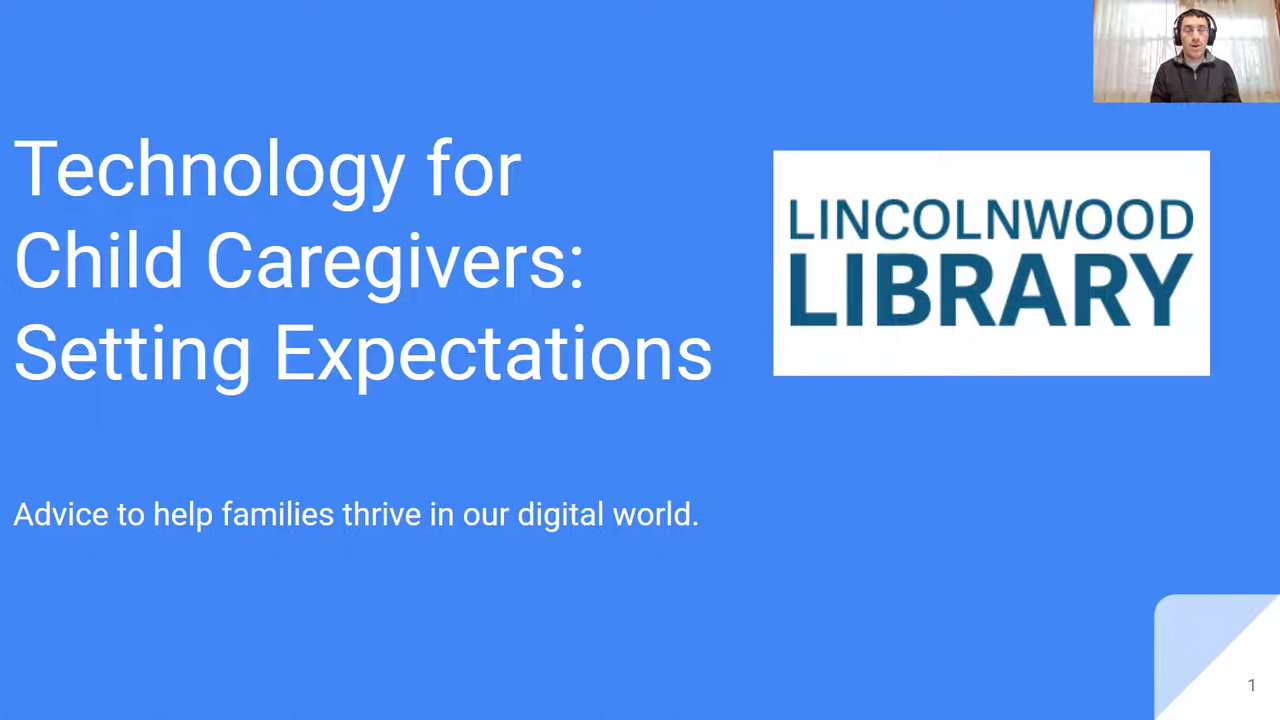 Technology for
Child Caregivers:
Setting Expectations
LINCOLNWOOD
LIBRARY
Advice to help families thrive in our digital world.
1